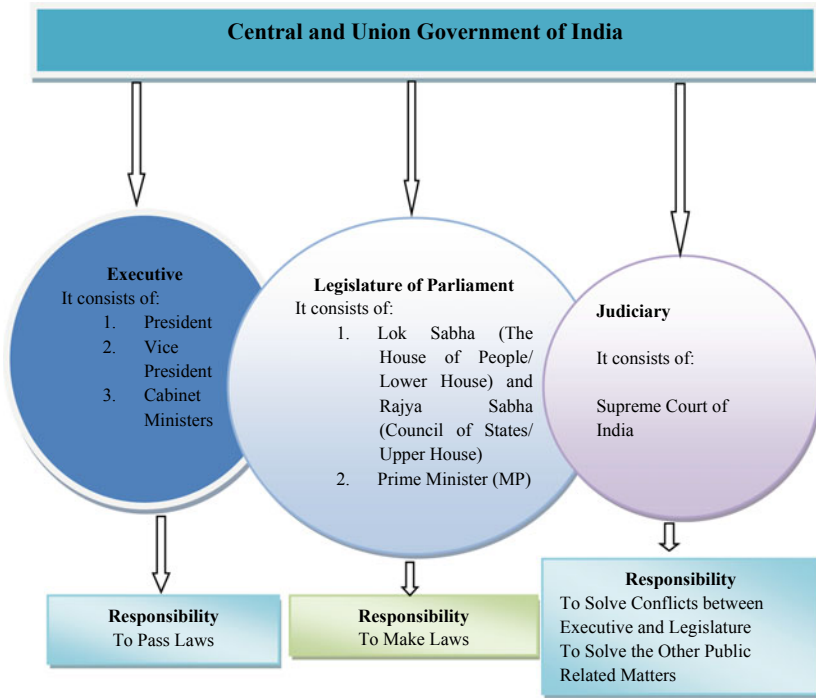 Central and Union Government of India
Executive
It consists of:
1. President
2. Vice
President
3. Cabinet
Ministers
Legislature of Parliament
It consists of:
1. Lok Sabha (The
House of People/
Lower House) and
Rajya Sabha
(Council of States/
Upper House)
2. Prime Minister (MP)
Judiciary
It consists of:
Supreme Court of
India
Responsibility
To Pass Laws
Responsibility
To Make Laws
Responsibility
To Solve Conflicts between
Executive and Legislature
To Solve the Other Public
Related Matters